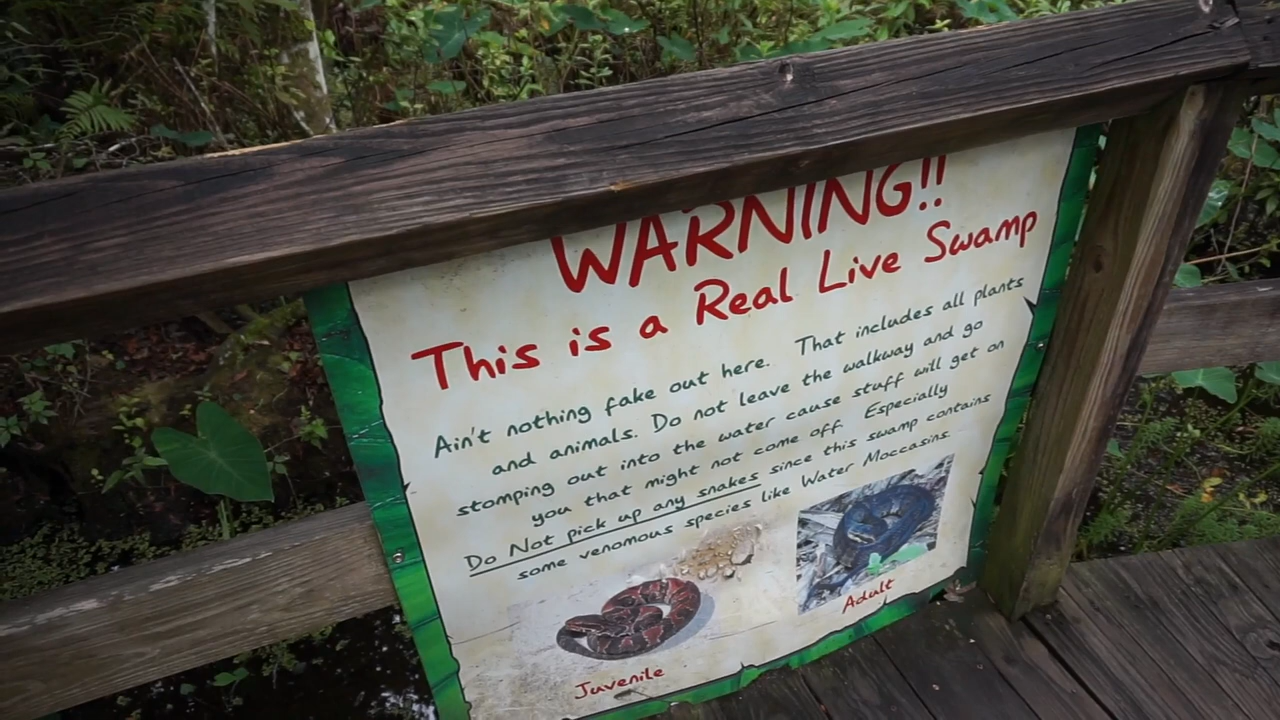 WARNING!!
This is a Real Live Swamp
Ain't nothing fake out here. That includes all plants
and animals. Do not leave the walkway and go
stomping out into the water cause stuff will get on
you that might not come off. Especially
Do Not pick up any snakes since this swamp contains
some venomous species like Water Moccasins.
Juvenile
Adult